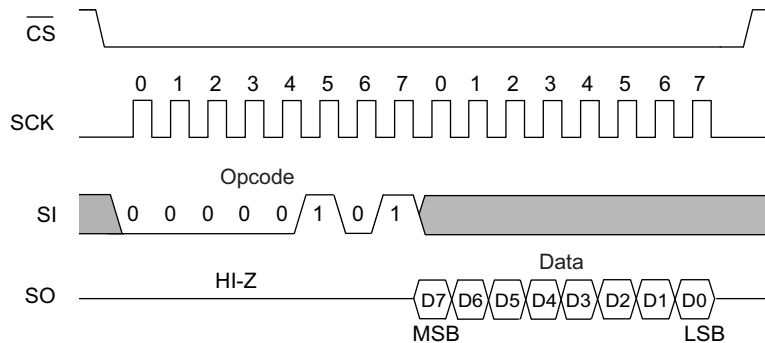 CS
0 1 2 3 4 5 6 7 0 1 2 3 4 5 6 7
SCK
Opcode
SI 0 0 0 0 0 1 0 1
Data
HI-Z
SO D7 D6 D5 D4 D3 D2 D1 D0
MSB LSB